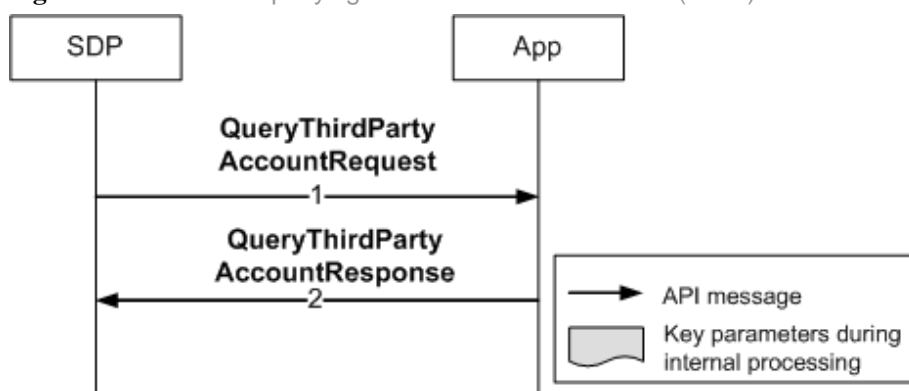 SDP
App
QueryThirdParty
AccountRequest
1
QueryThirdParty
AccountResponse
2
API message
Key parameters during
internal processing